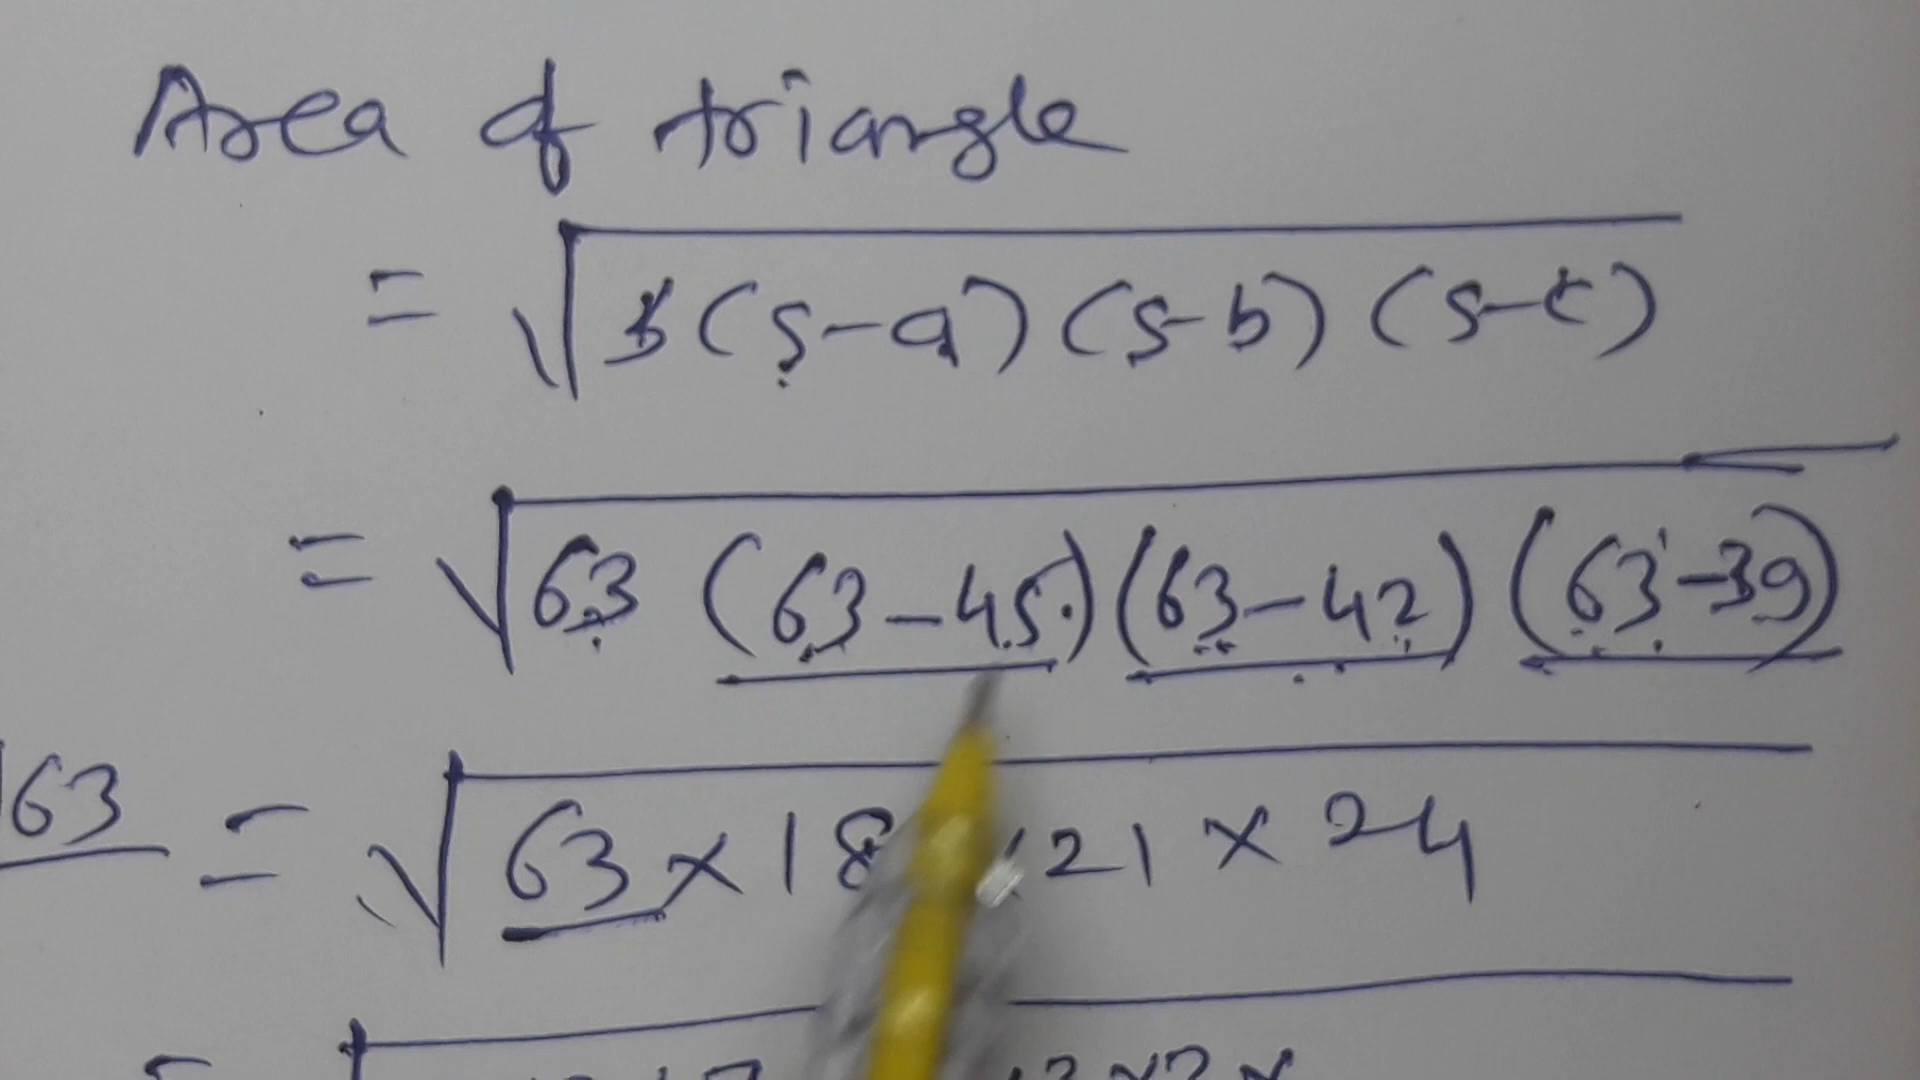 Area of triangle
= √s(s-a)(s-b)(s-c)
= √63 (63-45)(63-42)(63-39)
63 = √63×18×21×24
=